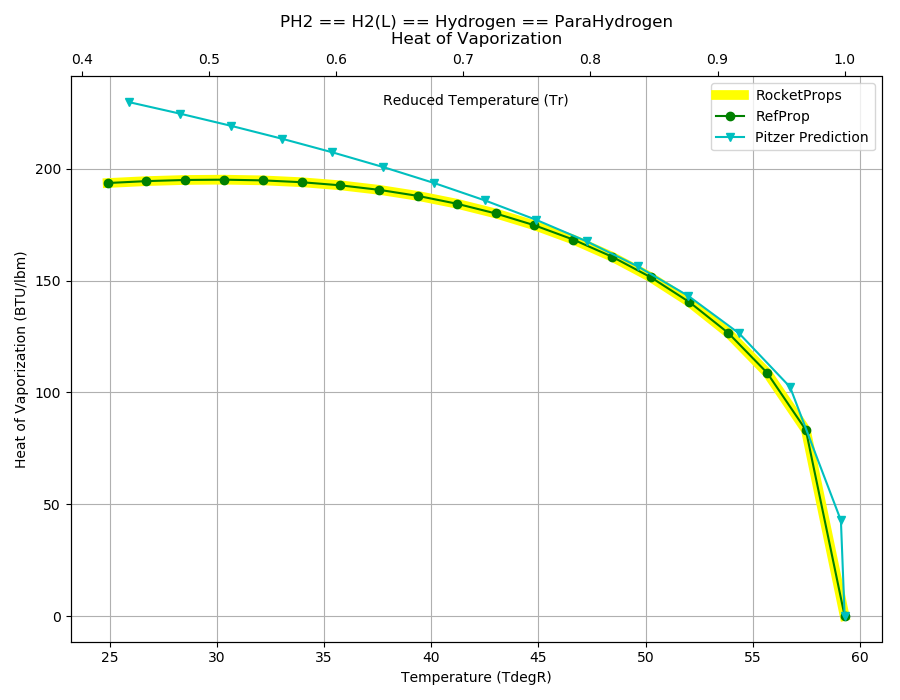 PH2 == H2(L) == Hydrogen == ParaHydrogen
Heat of Vaporization
0.4 0.5 0.6 0.7 0.8 0.9 1.0
Reduced Temperature (Tr)
RocketProps
RefProp
Pitzer Prediction
Heat of Vaporization (BTU/lbm)
200
150
100
50
0
25 30 35 40 45 50 55 60
Temperature (TdegR)